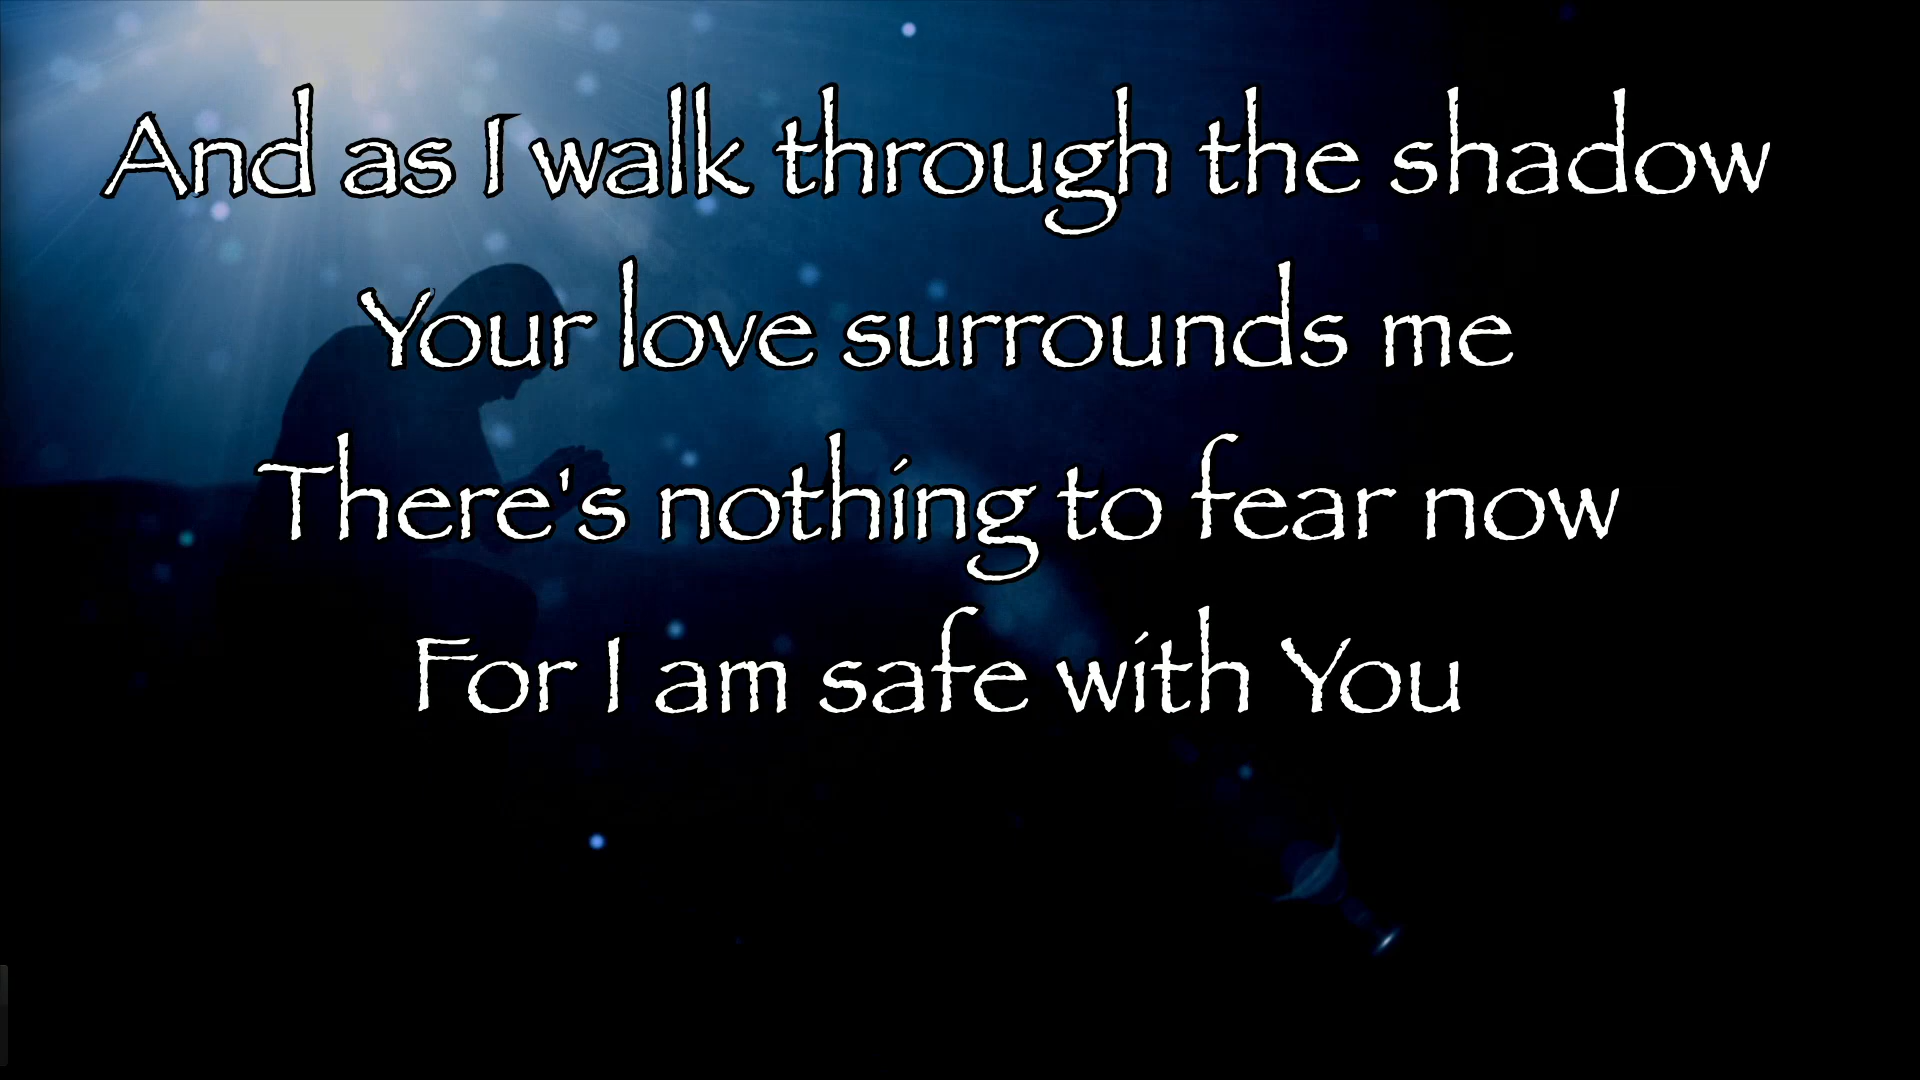 And as I walk through the shadow
Your love surrounds me
There's nothing to fear now
For I am safe with You